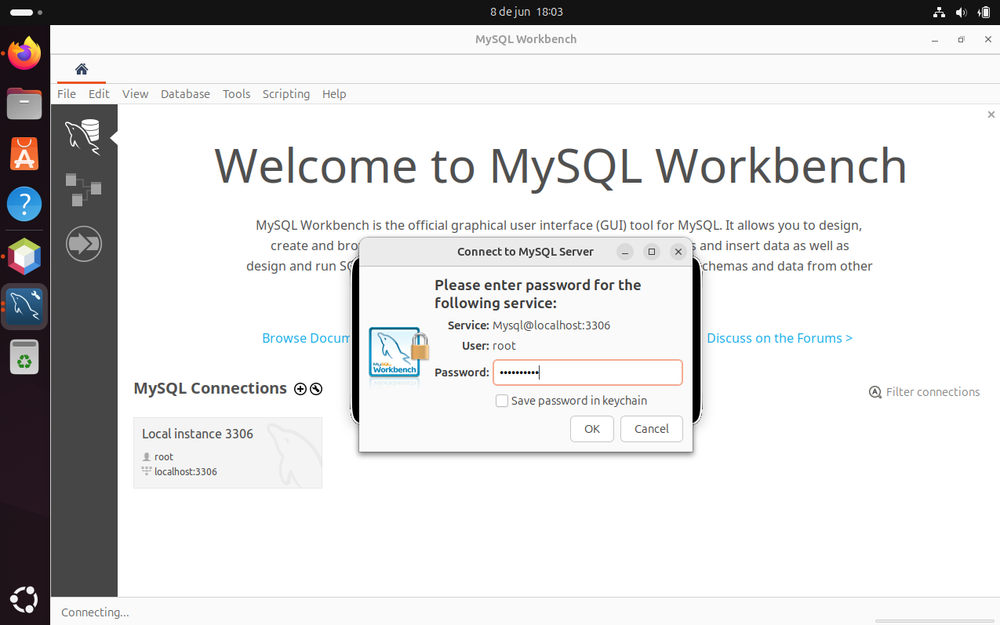 8 de jun 18:03
MySQL Workbench
File Edit View Database Tools Scripting Help
Welcome to MySQL Workbench
MySQL Workbench is the official graphical user interface (GUI) tool for MySQL. It allows you to design,
create and bro
s and insert data as well as
design and run SQ
chemas and data from other
Connect to MySQL Server
Please enter password for the
following service:
Service: Mysql@localhost:3306
User: root
Password: ••••••••••
Save password in keychain
OK Cancel
MySQL
Workbench
Browse Docum
Discuss on the Forums >
MySQL Connections
Filter connections
Local instance 3306
root
localhost:3306
Connecting...